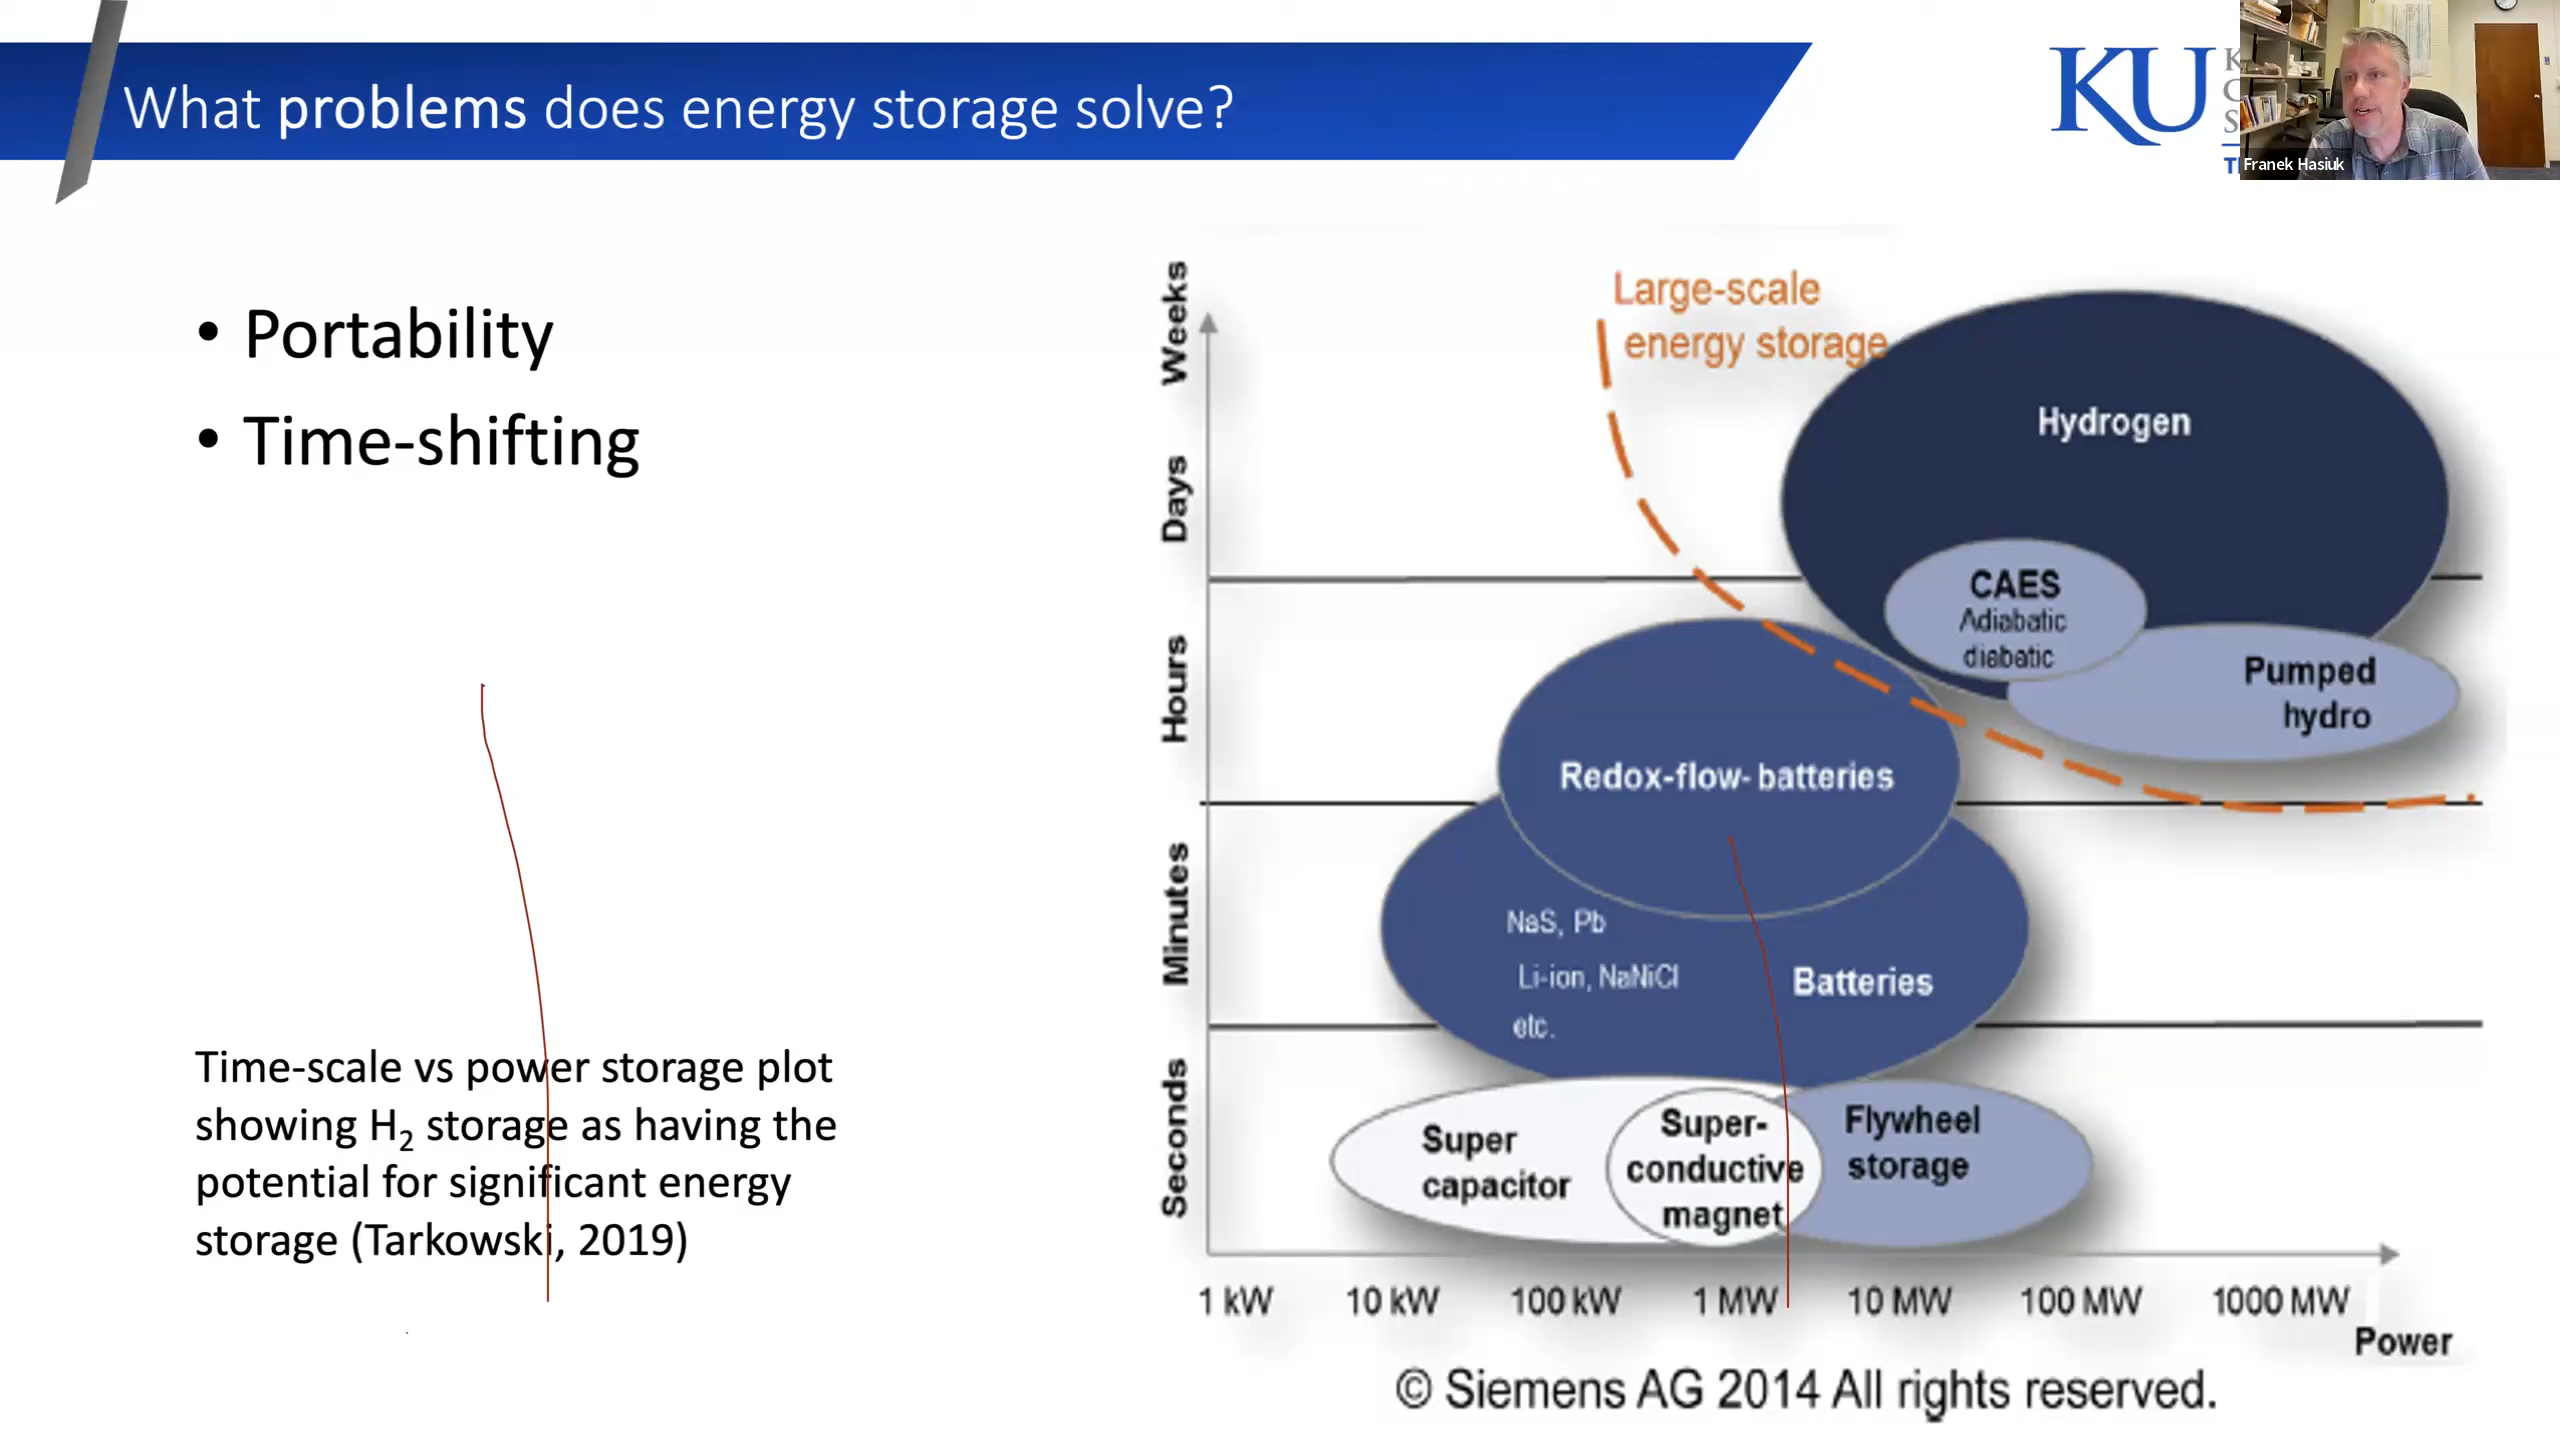 What problems does energy storage solve?
KU
K
C
S
T
Franek Hasiuk
• Portability
• Time-shifting
Time-scale vs power storage plot
showing H₂ storage as having the
potential for significant energy
storage (Tarkowski, 2019)
Large-scale
energy storage
Weeks
Days
Hours
Minutes
Seconds
Hydrogen
CAES
Adiabatic
diabatic
Pumped
hydro
Redox-flow-batteries
NaS, Pb
Li-ion, NaNiCl
etc.
Batteries
Super
capacitor
Super-
conductive
magnet
Flywheel
storage
1 kW 10 kW 100 kW 1 MW 10 MW 100 MW 1000 MW
Power
© Siemens AG 2014 All rights reserved.